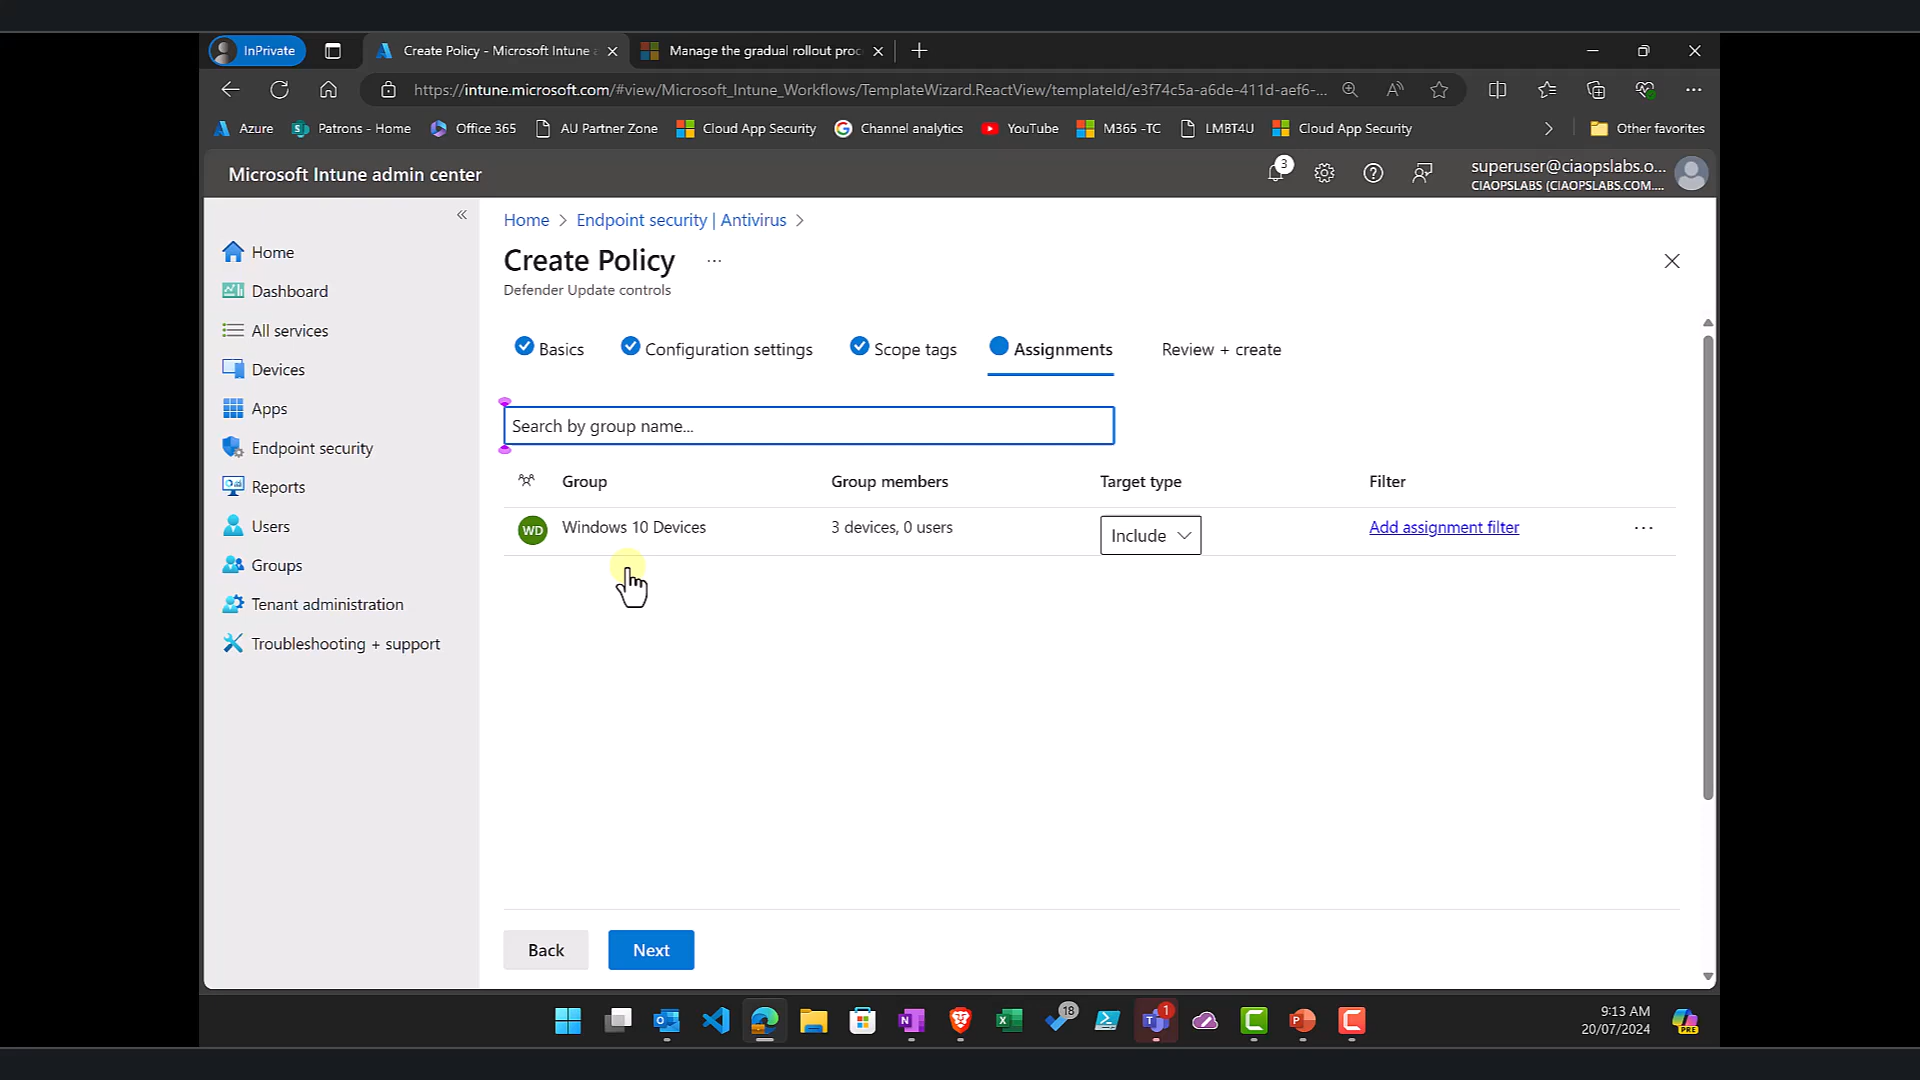 InPrivate
Create Policy - Microsoft Intune a
Manage the gradual rollout proc
https://intune.microsoft.com/#view/Microsoft_Intune_Workflows/TemplateWizard.ReactView/templateId/e3f74c5a-a6de-411d-aef6-...
Azure
Patrons - Home
Office 365
AU Partner Zone
Cloud App Security
Channel analytics
YouTube
M365 -TC
LMBT4U
Cloud App Security
Other favorites
Microsoft Intune admin center
3
superuser@ciaopslabs.o...
CIAOPSLABS (CIAOPSLABS.COM....
Home
Dashboard
All services
Devices
Apps
Endpoint security
Reports
Users
Groups
Tenant administration
Troubleshooting + support
Home > Endpoint security | Antivirus >
Create Policy ...
Defender Update controls
Basics
Configuration settings
Scope tags
Assignments
Review + create
Search by group name...
Group
Group members
Target type
Filter
WD
Windows 10 Devices
3 devices, 0 users
Include
Add assignment filter
...
Back
Next
18
1
9:13 AM
20/07/2024
PRE